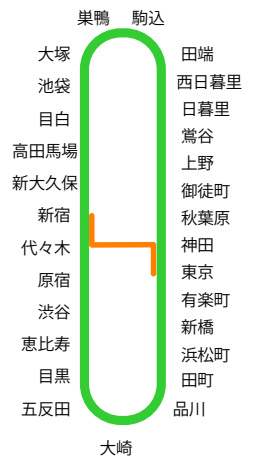 巣鴨 駒込
大塚 田端
池袋 西日暮里
目白 日暮里
高田馬場 鴬谷
新大久保 上野
新宿 御徒町
代々木 秋葉原
原宿 神田
渋谷 東京
恵比寿 有楽町
目黒 新橋
五反田 浜松町
田町
品川
大崎